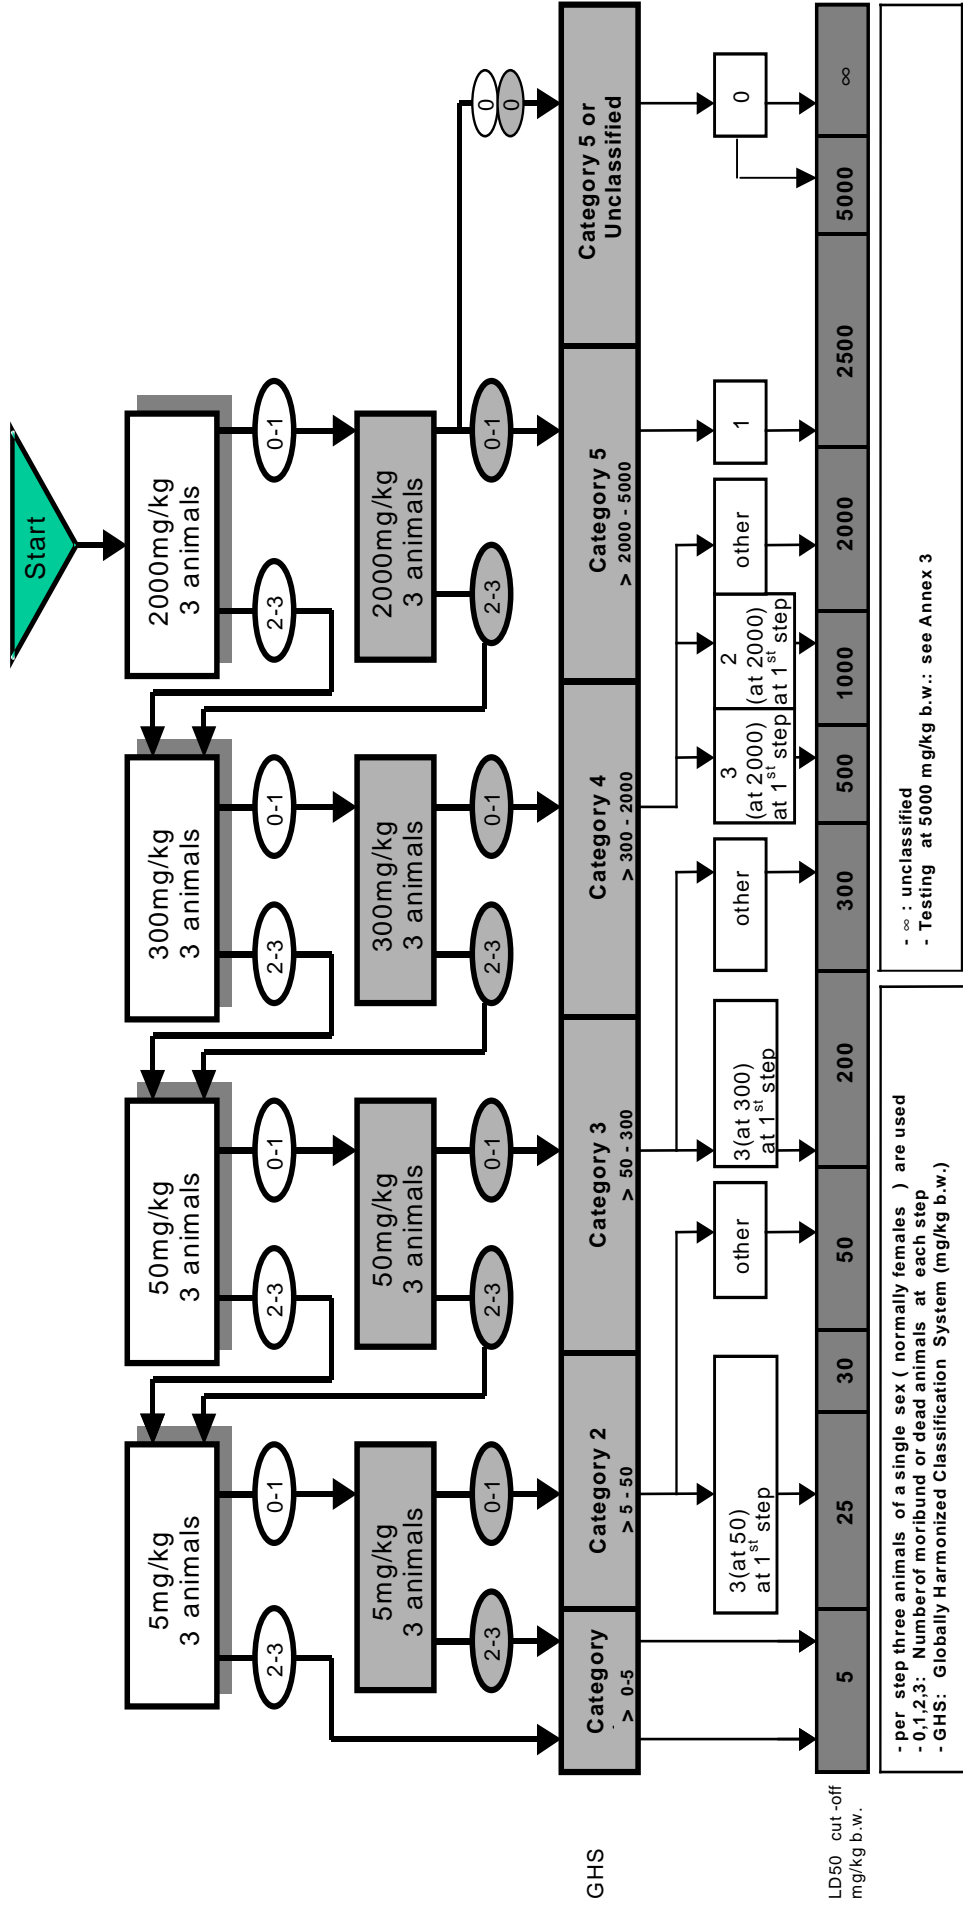 Start
5mg/kg
3 animals
50mg/kg
3 animals
300mg/kg
3 animals
2000mg/kg
3 animals
2-3
0-1
2-3
0-1
2-3
0-1
2-3
0-1
5mg/kg
3 animals
50mg/kg
3 animals
300mg/kg
3 animals
2000mg/kg
3 animals
2-3
0-1
2-3
0-1
2-3
0-1
2-3
0-1
0
0
GHS
Category
> 0-5
Category 2
> 5 - 50
Category 3
> 50 - 300
Category 4
> 300 - 2000
Category 5
> 2000 - 5000
Category 5 or
Unclassified
3(at 50)
at 1st step
other
3(at 300)
at 1st step
other
3
(at 2000)
at 1st step
2
(at 2000)
at 1st step
other
1
0
LD50 cut-off
mg/kg b.w.
5
25
30
50
200
300
500
1000
2000
2500
5000
∞
- per step three animals of a single sex ( normally females ) are used
- 0,1,2,3: Number of moribund or dead animals at each step
- GHS: Globally Harmonized Classification System (mg/kg b.w.)
- ∞ : unclassified
- Testing at 5000 mg/kg b.w.: see Annex 3